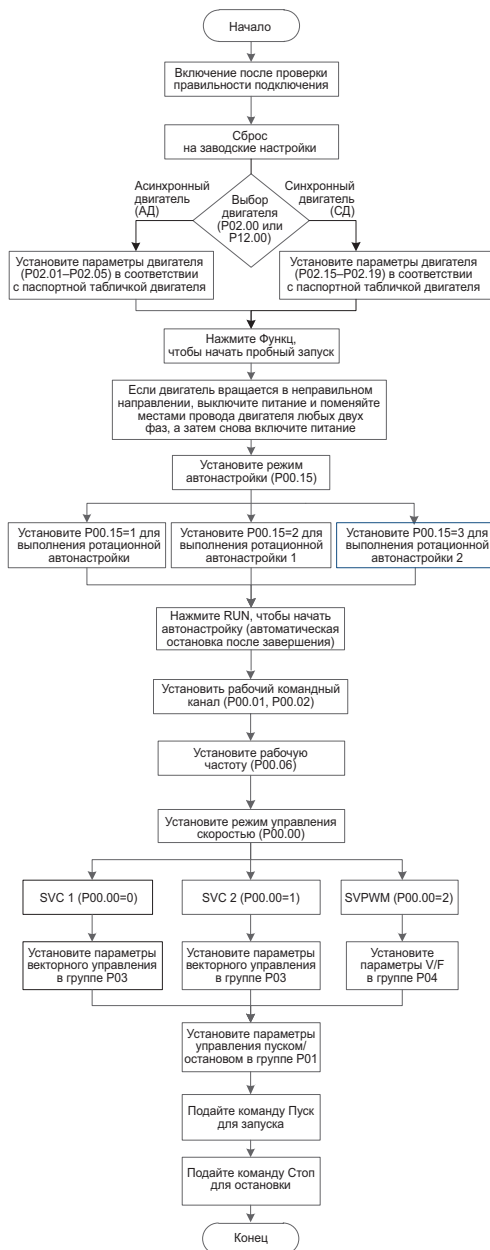 Начало
Включение после проверки
правильности подключения
Сброс
на заводские настройки
Асинхронный
двигатель
(АД)
Выбор
двигателя
(P02.00 или
P12.00)
Синхронный
двигатель
(СД)
Установите параметры двигателя
(P02.01–P02.05) в соответствии
с паспортной табличкой двигателя
Установите параметры двигателя
(P02.15–P02.19) в соответствии
с паспортной табличкой двигателя
Нажмите Функц,
чтобы начать пробный запуск
Если двигатель вращается в неправильном
направлении, выключите питание и поменяйте
местами провода двигателя любых двух
фаз, а затем снова включите питание
Установите режим
автонастройки (P00.15)
Установите P00.15=1 для
выполнения ротационной
автонастройки
Установите P00.15=2 для
выполнения ротационной
автонастройки 1
Установите P00.15=3 для
выполнения ротационной
автонастройки 2
Нажмите RUN, чтобы начать
автонастройку (автоматическая
остановка после завершения)
Установить рабочий командный
канал (P00.01, P00.02)
Установите рабочую
частоту (P00.06)
Установите режим управления
скоростью (P00.00)
SVC 1 (P00.00=0)
SVC 2 (P00.00=1)
SVPWM (P00.00=2)
Установите параметры
векторного управления
в группе P03
Установите параметры
векторного управления
в группе P03
Установите
параметры V/F
в группе P04
Установите параметры
управления пуском/
остановом в группе P01
Подайте команду Пуск
для запуска
Подайте команду Стоп
для остановки
Конец